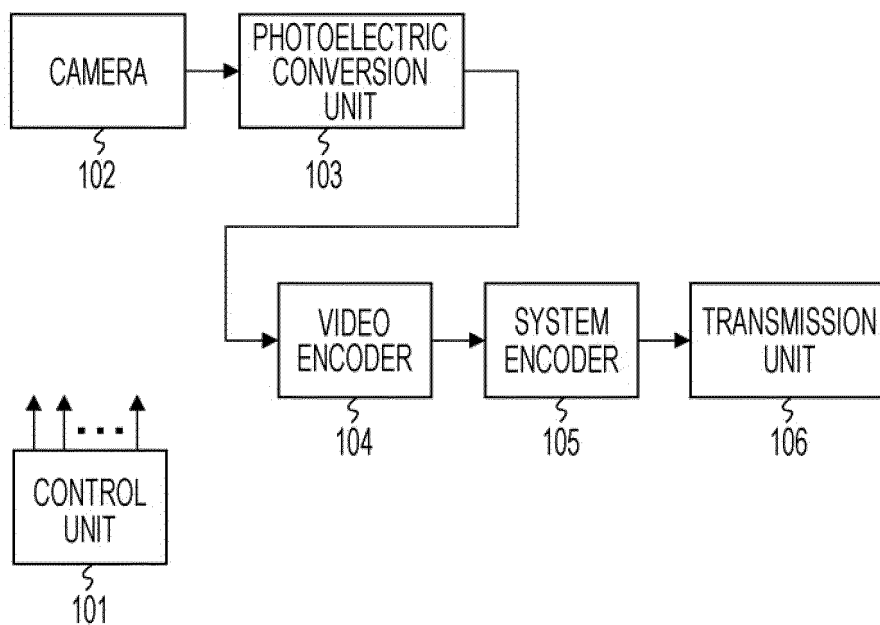 CAMERA
102
PHOTOELECTRIC
CONVERSION
UNIT
103
VIDEO
ENCODER
104
SYSTEM
ENCODER
105
TRANSMISSION
UNIT
106
CONTROL
UNIT
101